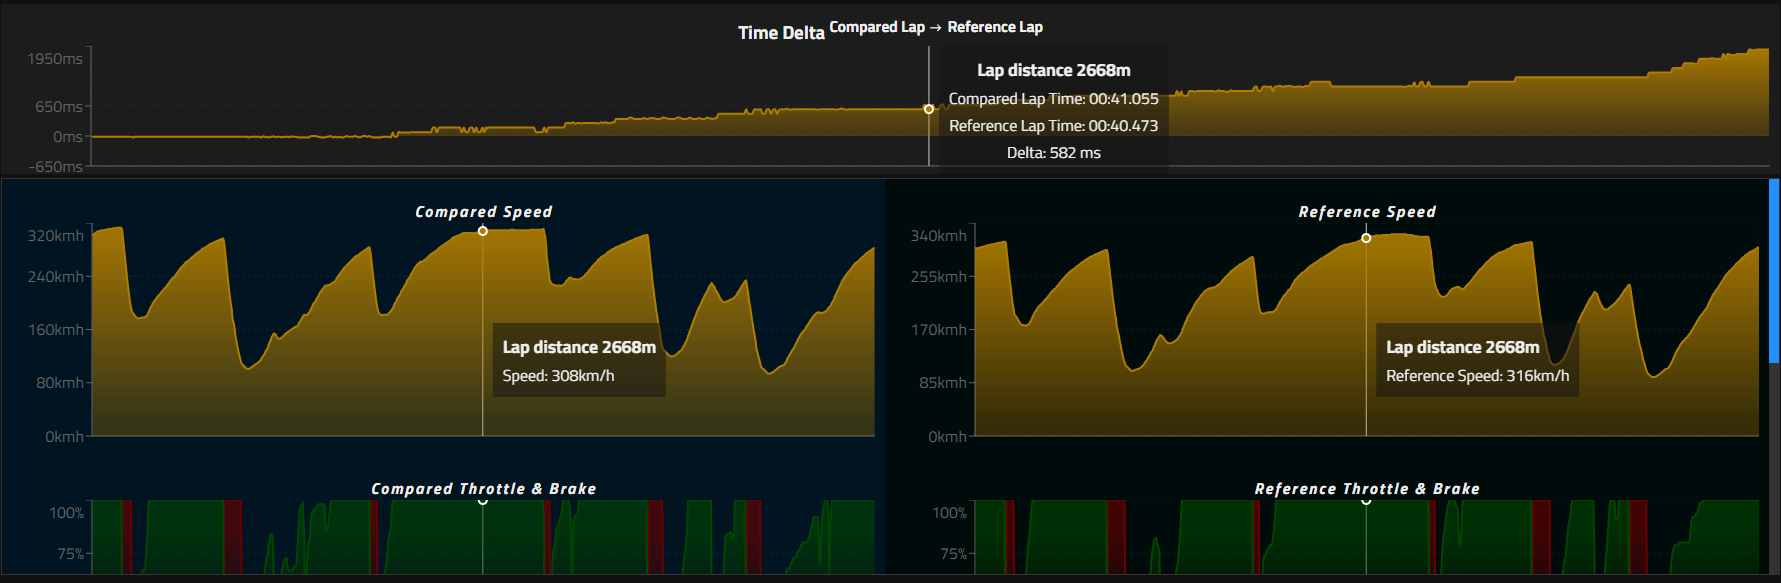 Time Delta Compared Lap → Reference Lap
1950ms
650ms
0ms
-650ms
Lap distance 2668m
Compared Lap Time: 00:41.055
Reference Lap Time: 00:40.473
Delta: 582 ms
Compared Speed
320kmh
240kmh
160kmh
80kmh
0kmh
Lap distance 2668m
Speed: 308km/h
Reference Speed
340kmh
255kmh
170kmh
85kmh
0kmh
Lap distance 2668m
Reference Speed: 316km/h
Compared Throttle & Brake
100%
75%
Reference Throttle & Brake
100%
75%